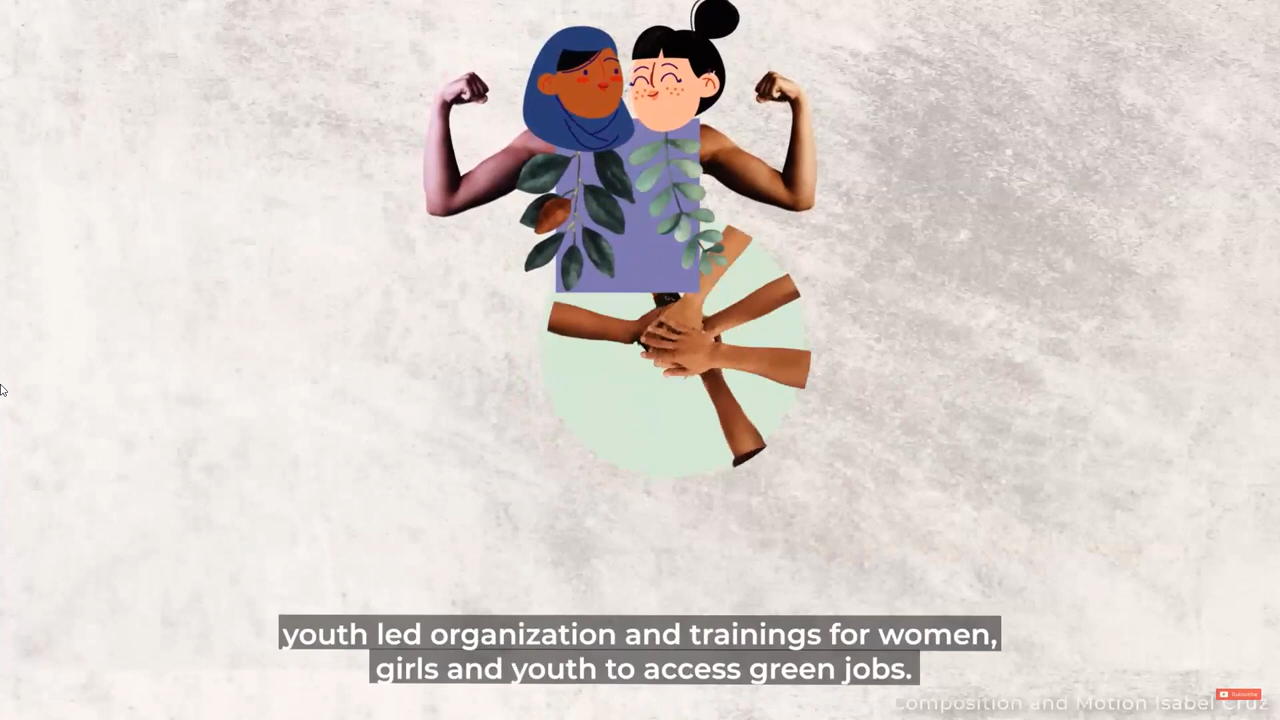 youth led organization and trainings for women,
girls and youth to access green jobs.
Composition and Motion Isabel Cruz
Subscribe